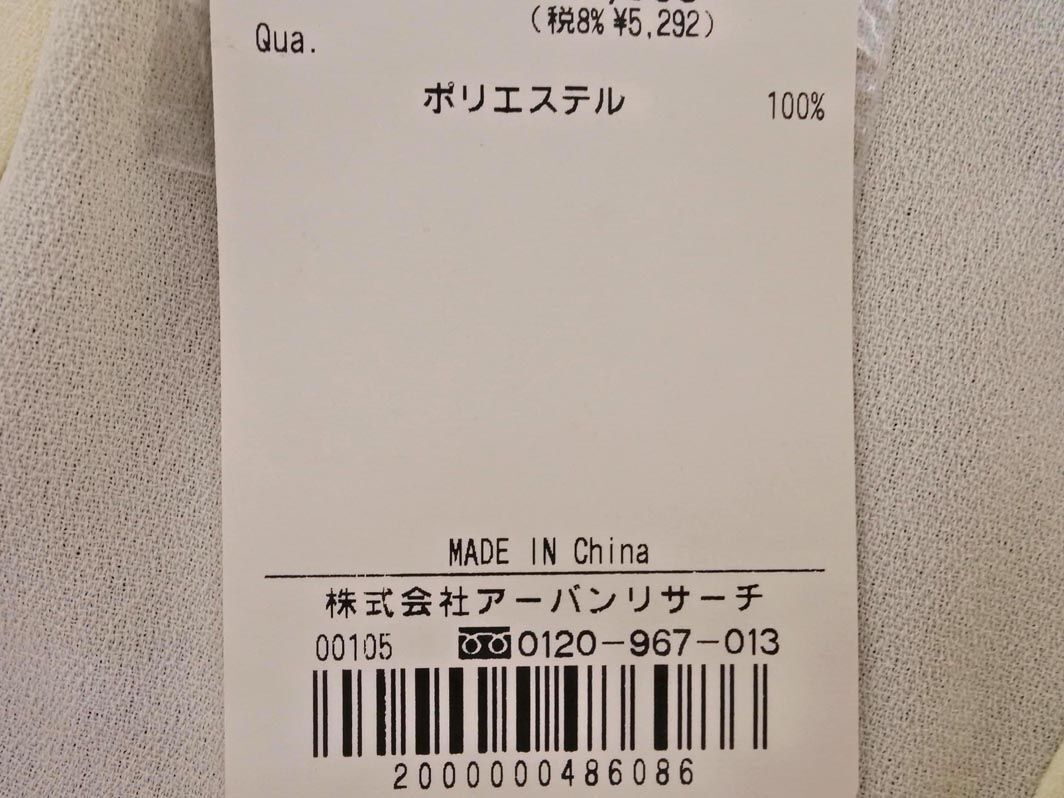 (税8% ¥5,292)
Qua.
ポリエステル 100%
MADE IN China
株式会社アーバンリサーチ
00105 0120-967-013
2000000486086